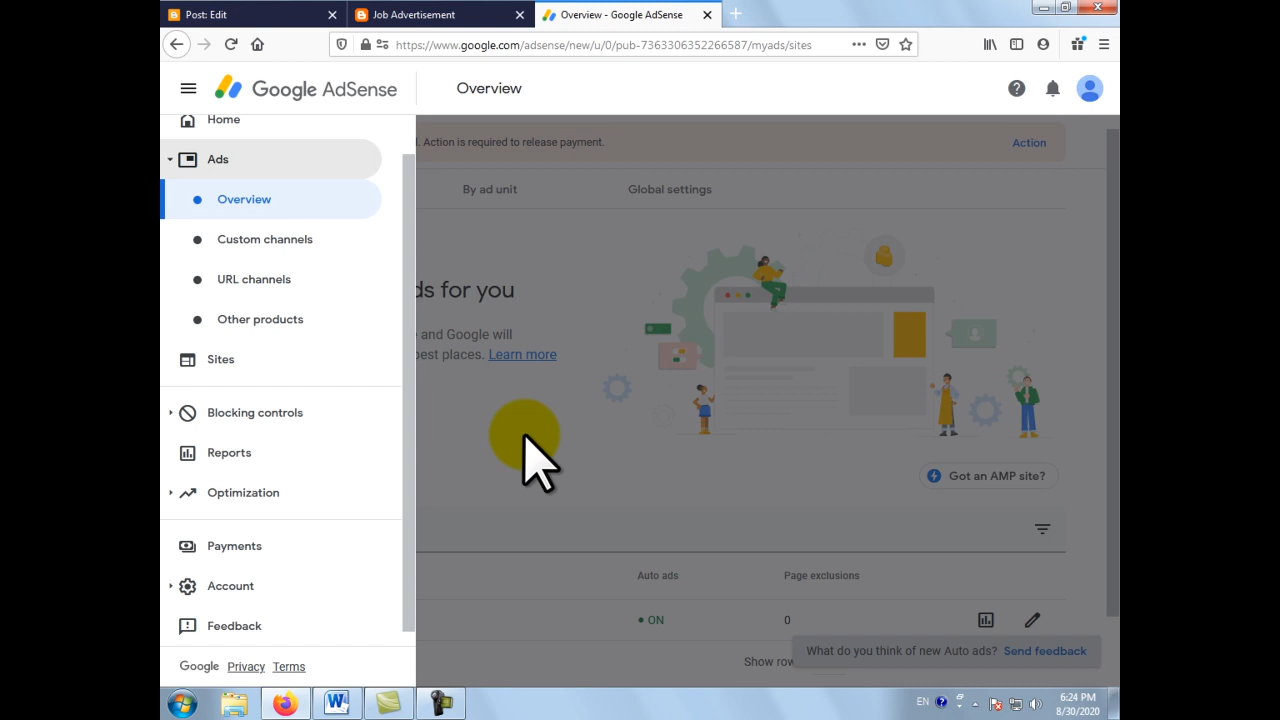 Post: Edit
Job Advertisement
Overview - Google AdSense
https://www.google.com/adsense/new/u/0/pub-7363306352266587/myads/sites
Google AdSense
Overview
Home
. Action is required to release payment.
Action
Ads
By ad unit
Global settings
Overview
Custom channels
URL channels
ds for you
Other products
and Google will
best places. Learn more
Sites
Blocking controls
Reports
Got an AMP site?
Optimization
Payments
Auto ads
Page exclusions
Account
ON
0
Feedback
What do you think of new Auto ads? Send feedback
Show row
Google Privacy Terms
EN
6:24 PM
8/30/2020